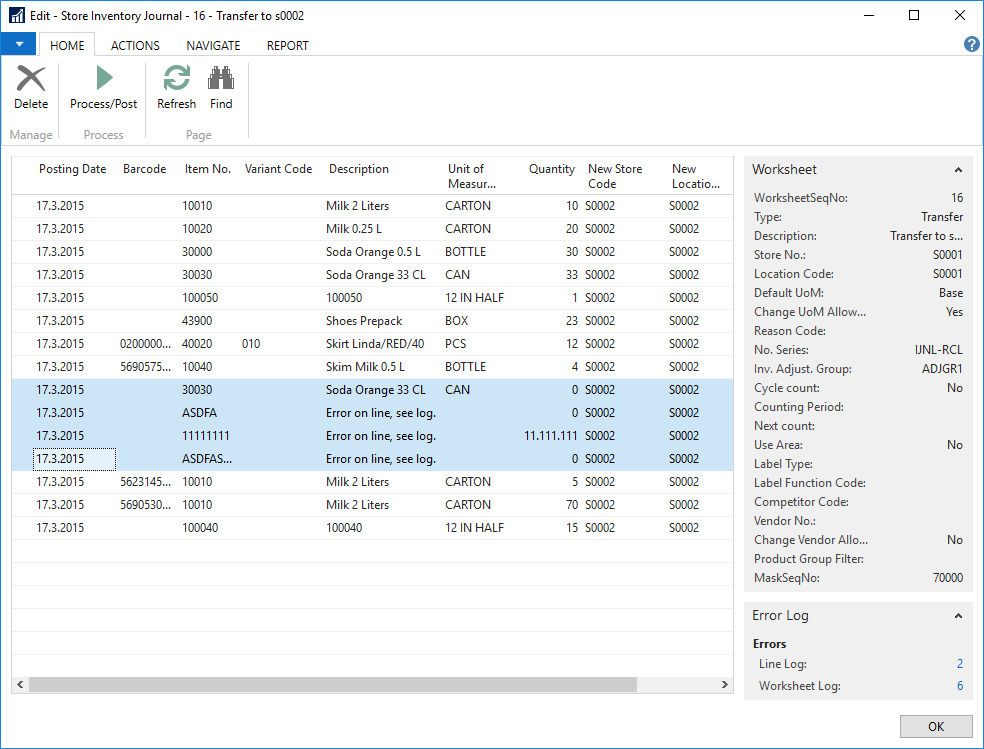 Edit - Store Inventory Journal - 16 - Transfer to s0002
HOME ACTIONS NAVIGATE REPORT
Delete Process/Post Refresh Find
Manage Process Page
Posting Date Barcode Item No. Variant Code Description Unit of Measur... Quantity New Store Code New Locatio...
17.3.2015 10010 Milk 2 Liters CARTON 10 S0002 S0002
17.3.2015 10020 Milk 0.25 L CARTON 20 S0002 S0002
17.3.2015 30000 Soda Orange 0.5 L BOTTLE 30 S0002 S0002
17.3.2015 30030 Soda Orange 33 CL CAN 33 S0002 S0002
17.3.2015 100050 100050 12 IN HALF 1 S0002 S0002
17.3.2015 43900 Shoes Prepack BOX 23 S0002 S0002
17.3.2015 0200000... 40020 010 Skirt Linda/RED/40 PCS 12 S0002 S0002
17.3.2015 5690575... 10040 Skim Milk 0.5 L BOTTLE 4 S0002 S0002
17.3.2015 30030 Soda Orange 33 CL CAN 0 S0002 S0002
17.3.2015 ASDFA Error on line, see log. 0 S0002 S0002
17.3.2015 11111111 Error on line, see log. 11.111.111 S0002 S0002
17.3.2015 ASDFAS... Error on line, see log. 0 S0002 S0002
17.3.2015 5623145... 10010 Milk 2 Liters CARTON 5 S0002 S0002
17.3.2015 5690530... 10010 Milk 2 Liters CARTON 70 S0002 S0002
17.3.2015 100040 100040 12 IN HALF 15 S0002 S0002
Worksheet
WorksheetSeqNo: 16
Type: Transfer
Description: Transfer to s...
Store No.: S0001
Location Code: S0001
Default UoM: Base
Change UoM Allow... Yes
Reason Code:
No. Series: IJNL-RCL
Inv. Adjust. Group: ADJGR1
Cycle count: No
Counting Period:
Next count:
Use Area: No
Label Type:
Label Function Code:
Competitor Code:
Vendor No.:
Change Vendor Allo... No
Product Group Filter:
MaskSeqNo: 70000
Error Log
Errors
Line Log: 2
Worksheet Log: 6
OK